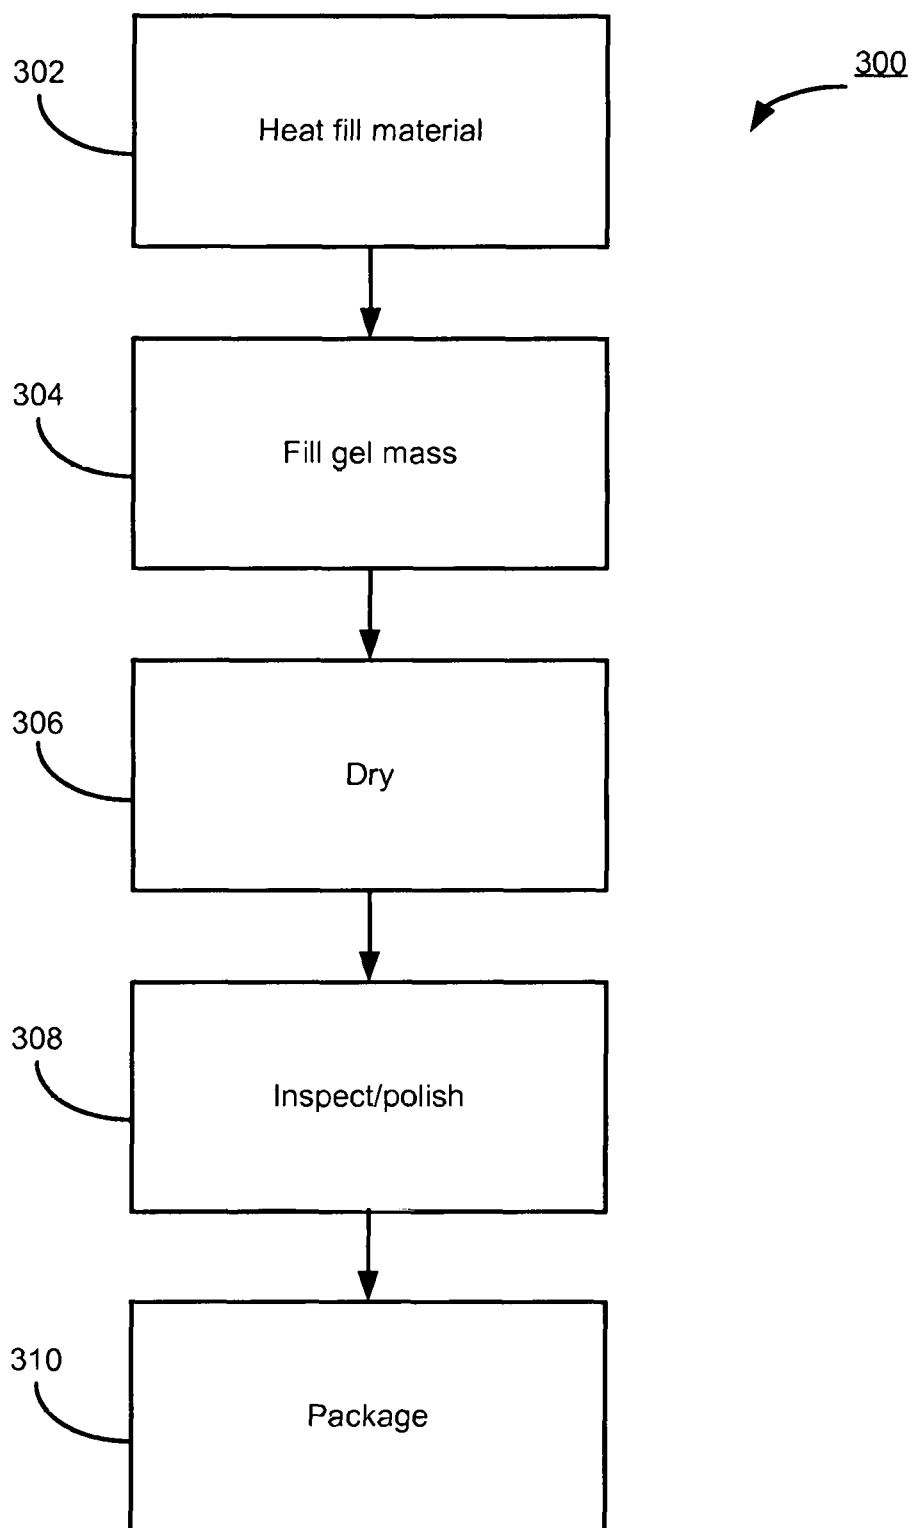 300
302
Heat fill material
304
Fill gel mass
306
Dry
308
Inspect/polish
310
Package